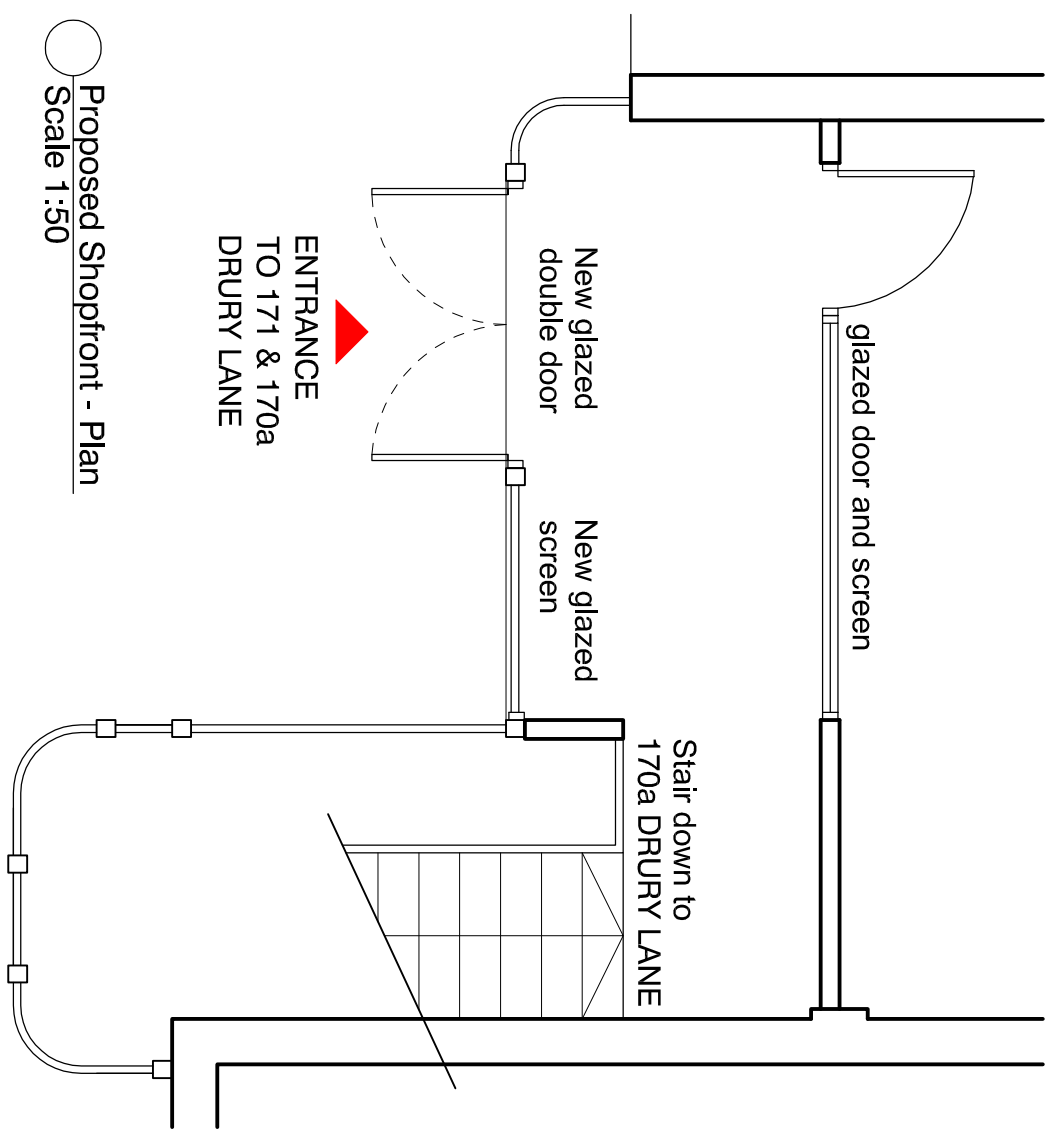 glazed door and screen
New glazed
double door
New glazed
screen
Stair down to
170a DRURY LANE
ENTRANCE
TO 171 & 170a
DRURY LANE
Proposed Shopfront - Plan
Scale 1:50